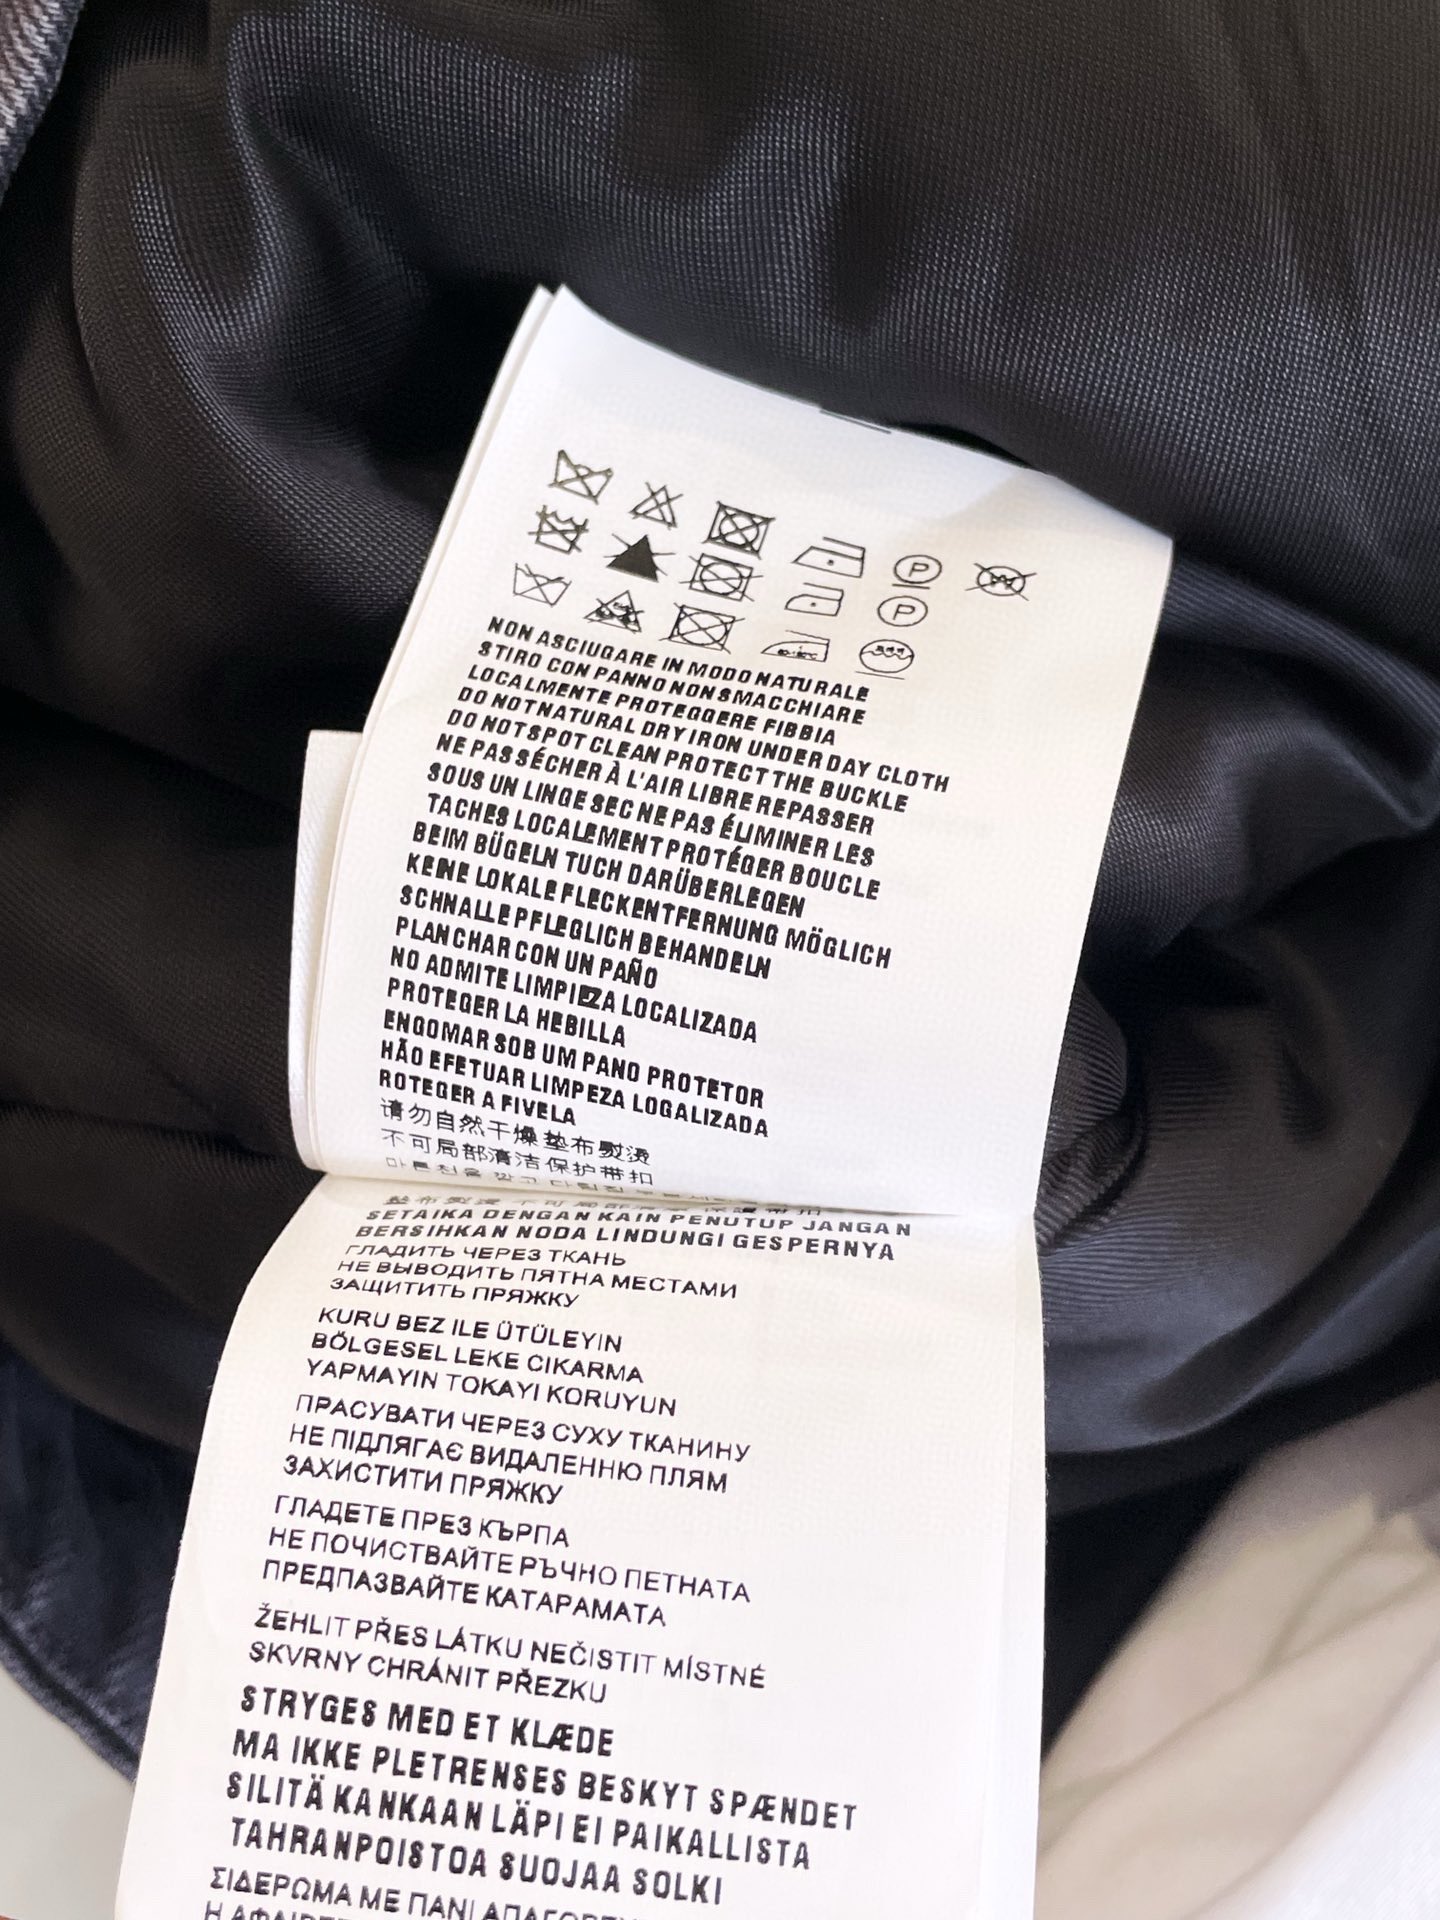 P
W
P
NON ASCIUGARE IN MODO NATURALE
STIRO CON PANNO NON SMACCHIARE
LOCALMENTE PROTEGGERE FIBBIA
DO NOTNATURAL DRY IRON UNDER DAY CLOTH
DO NOTSPOT CLEAN PROTECT THE BUCKLE
NE PAS SÉCHER À L'AIR LIBRE REPASSER
SOUS UN LINGE SEC NE PAS ÉLIMINER LES
TACHES LOCALEMENT PROTÉGER BOUCLE
BEIM BÜGELN TUCH DARÜBERLEGEN
KEINE LOKALE FLECKENTFERNUNG MÖGLICH
SCHNALLE PFLEGLICH BEHANDELN
PLANCHAR CON UN PAÑO
NO ADMITE LIMPIEZA LOCALIZADA
PROTEGER LA HEBILLA
ENGOMAR SOB UM PANO PROTETOR
HÃO EFETUAR LIMPEZA LOGALIZADA
ROTEGER A FIVELA
请勿自然干燥垫布熨烫
不可局部清洁保护带扣
SETAIKA DENGAN KAIN PENUTUP JANGAN
BERSIHKAN NODA LINDUNGI GESPERNYA
ГЛАДИТЬ ЧЕРЕЗ ТКАНЬ
НЕ ВЫВОДИТЬ ПЯТНА МЕСТАМИ
ЗАЩИТИТЬ ПРЯЖКУ
KURU BEZ ILE ÜTÜLEYIN
BÖLGESEL LEKE CIKARMA
YAPMAYIN TOKAYI KORUYUN
ПРАСУВАТИ ЧЕРЕЗ СУХУ ТКАНИНУ
НЕ ПІДЛЯГАЄ ВИДАЛЕННЮ ПЛЯМ
ЗАХИСТИТИ ПРЯЖКУ
ГЛАДЕТЕ ПРЕЗ КЪРПА
НЕ ПОЧИСТВАЙТЕ РЪЧНО ПЕТНАТА
ПРЕДПАЗВАЙТЕ КАТАРАМАТА
ŽEHLIT PŘES LÁTKU NEČISTIT MÍSTNÉ
SKVRNY CHRÁNIT PŘEZKU
STRYGES MED ET KLÆDE
MA IKKE PLETRENSES BESKYT SPÆNDET
SILITÄ KANKAAN LÄPI EI PAIKALLISTA
TAHRANPOISTOA SUOJAA SOLKI
ΣΙΔΕΡΩΜΑ ΜΕ ΠΑΝΙ